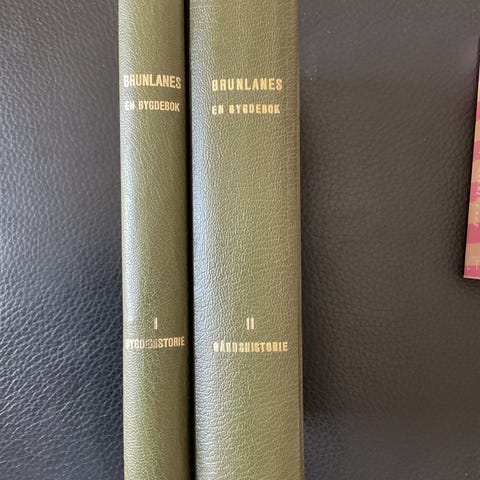 BRUNLANES
EN BYGDEBOK
I
BYGDEHISTORIE
BRUNLANES
EN BYGDEBOK
II
GÅRDSHISTORIE